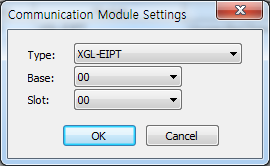 Communication Module Settings
Type: XGL-EIPT
Base: 00
Slot: 00
OK Cancel